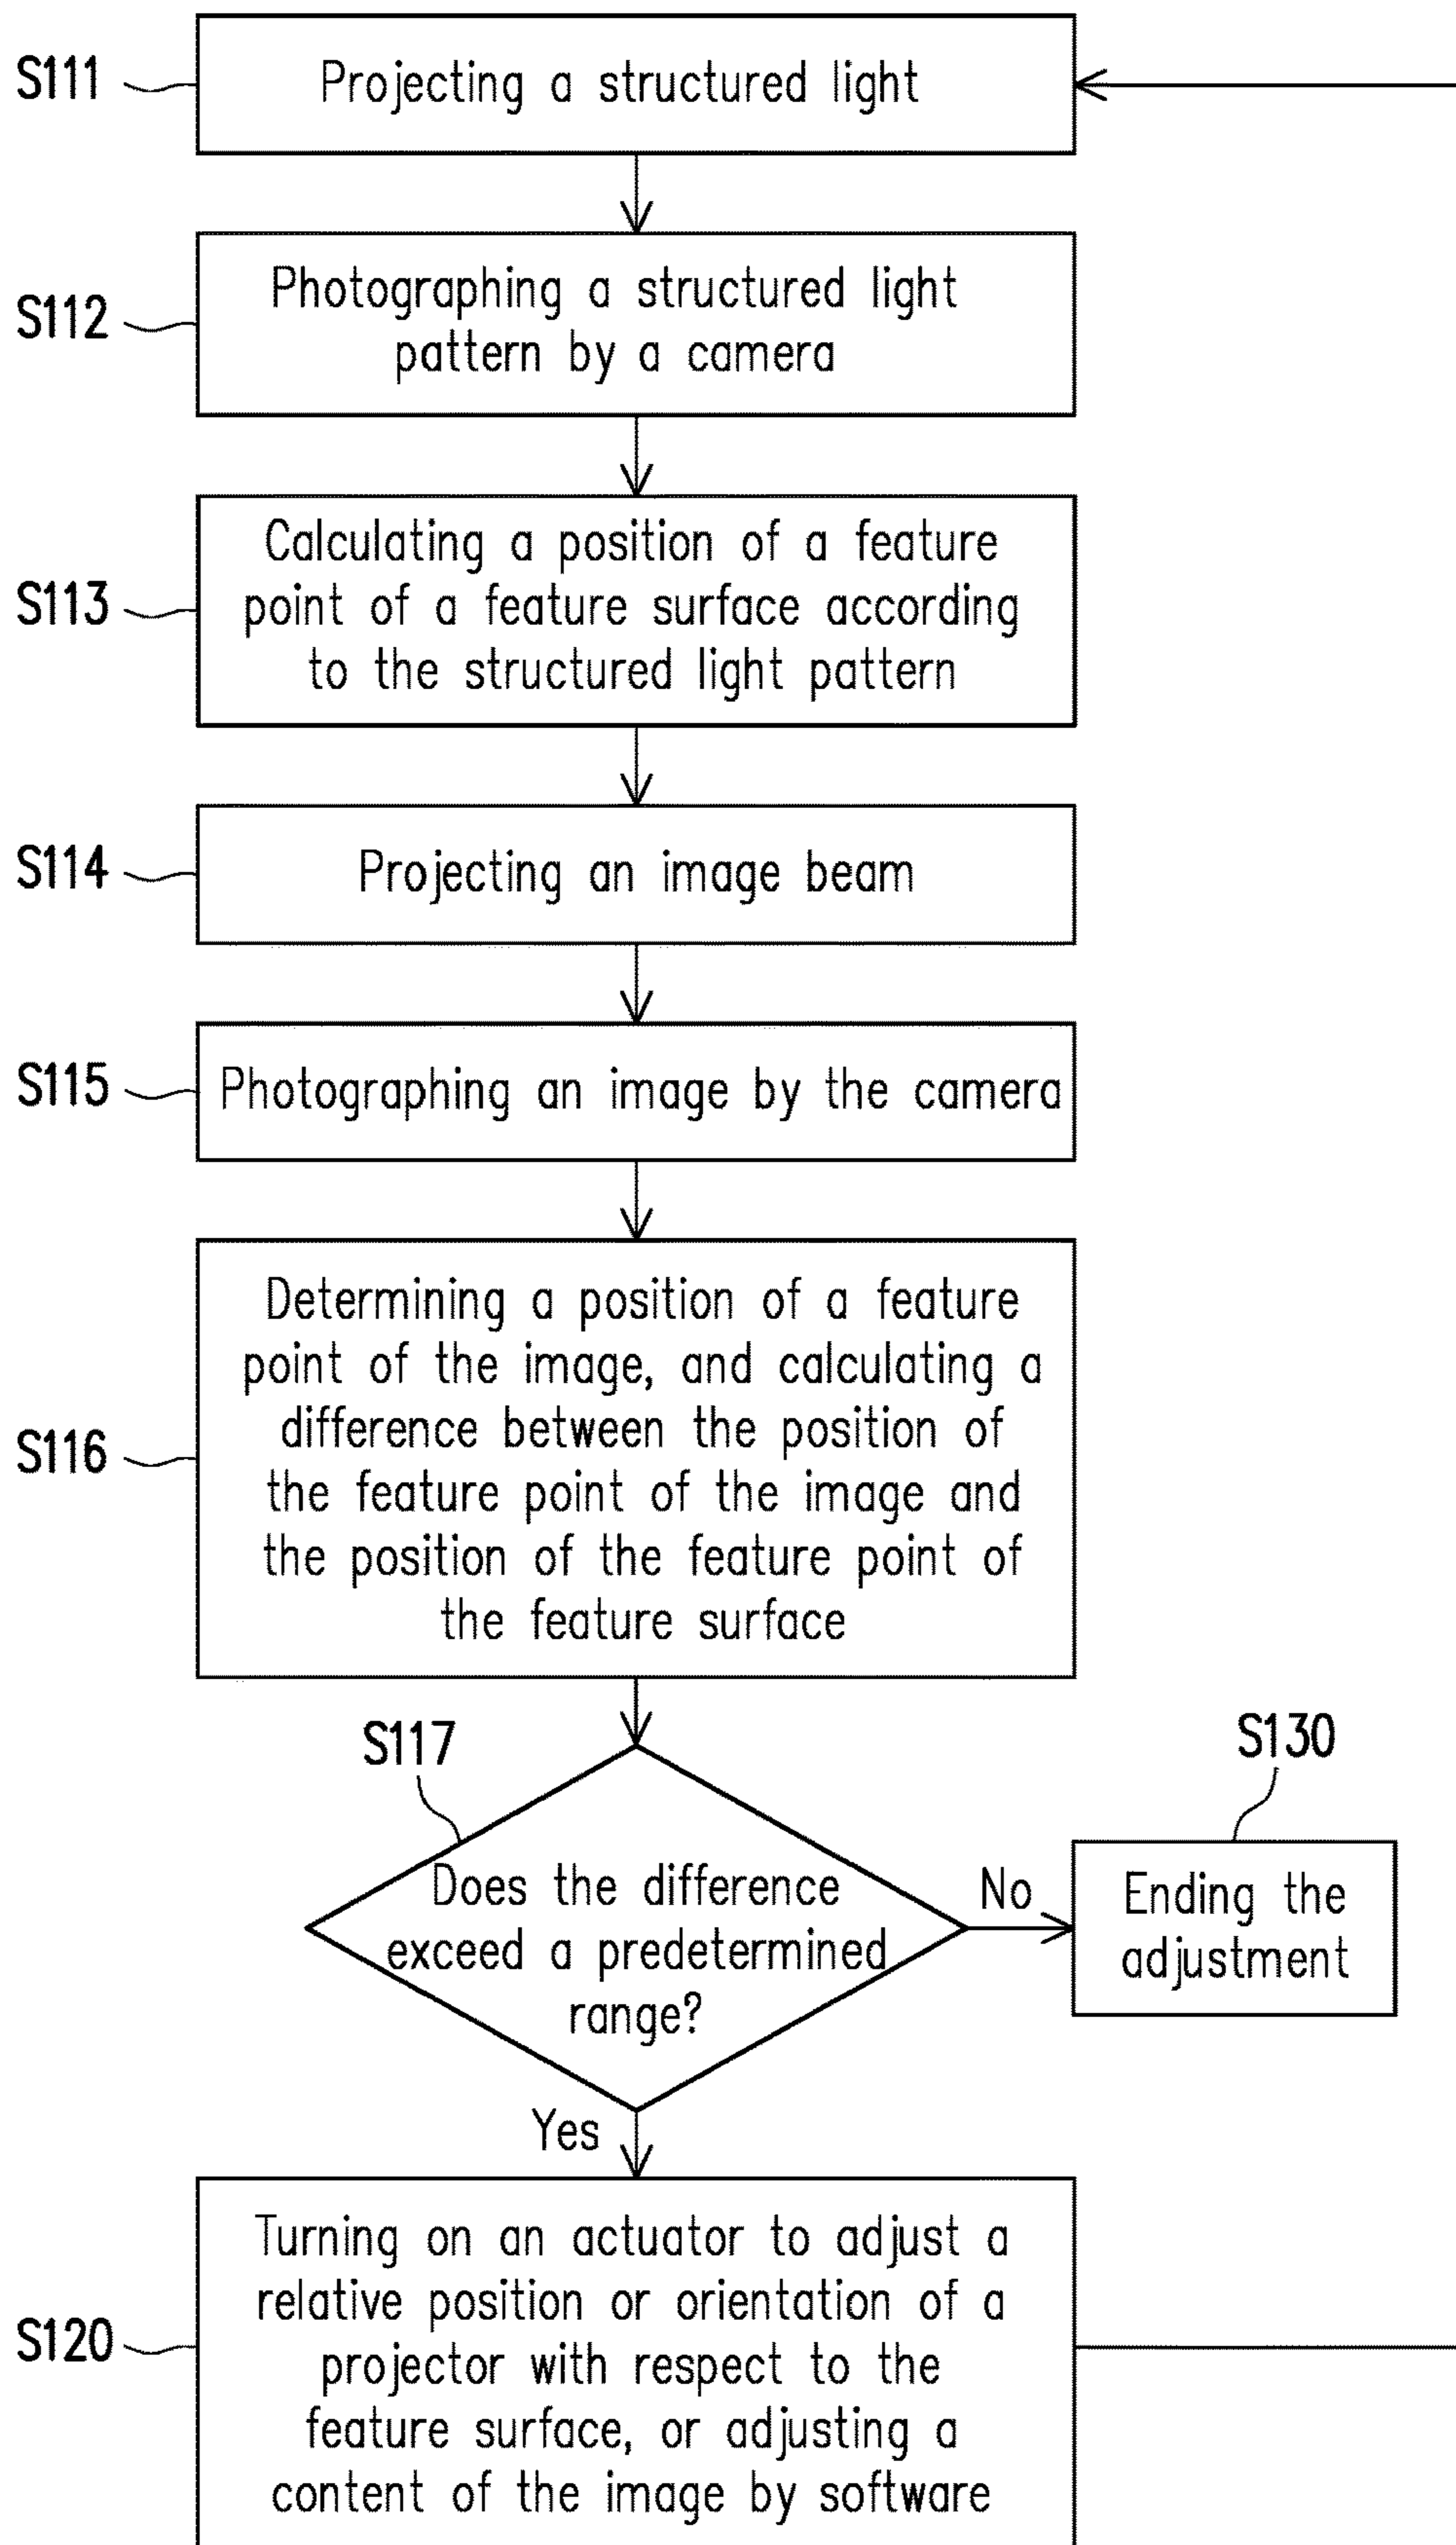 S111
Projecting a structured light
S112
Photographing a structured light
pattern by a camera
S113
Calculating a position of a feature
point of a feature surface according
to the structured light pattern
S114
Projecting an image beam
S115
Photographing an image by the camera
S116
Determining a position of a feature
point of the image, and calculating a
difference between the position of
the feature point of the image and
the position of the feature point of
the feature surface
S117
Does the difference
exceed a predetermined
range?
No
S130
Ending the
adjustment
Yes
S120
Turning on an actuator to adjust a
relative position or orientation of a
projector with respect to the
feature surface, or adjusting a
content of the image by software